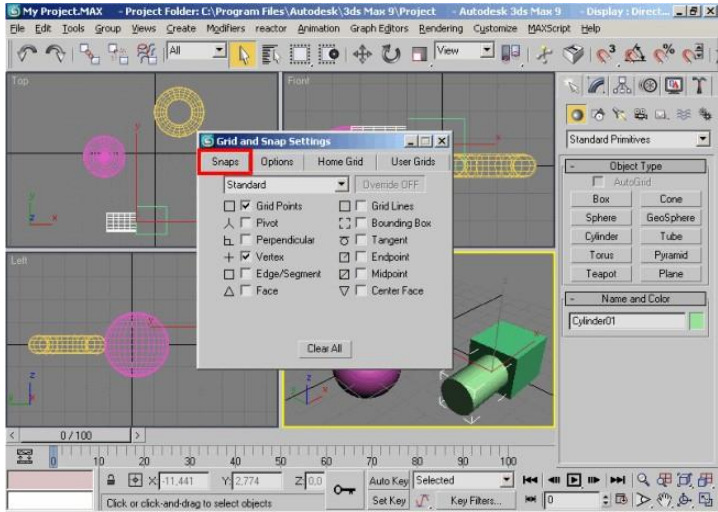 My Project.MAX - Project Folder: C:\Program Files\Autodesk\3ds Max 9\Project - Autodesk 3ds Max 9 - Display : Direct...
File Edit Tools Group Views Create Modifiers reactor Animation Graph Editors Rendering Customize MAXScript Help
All View
Top Front
Standard Primitives
Grid and Snap Settings
Snaps Options Home Grid User Grids
Standard Override OFF
Grid Points Grid Lines
Pivot Bounding Box
Perpendicular Tangent
Vertex Endpoint
Edge/Segment Midpoint
Face Center Face
Clear All
Object Type
AutoGrid
Box Cone
Sphere GeoSphere
Cylinder Tube
Torus Pyramid
Teapot Plane
Name and Color
Cylinder01
Left
0 / 100
0 10 20 30 40 50 60 70 80 90 100
X: -11,441 Y: 2,774 Z: 0,0 Auto Key Selected
Click or click-and-drag to select objects Set Key Key Filters... 0